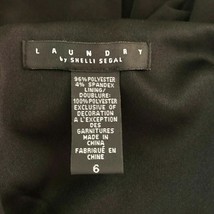 LAUNDRY
by SHELLI SEGAL
96% POLYESTER
4% SPANDEX
LINING/
DOUBLURE:
100% POLYESTER
EXCLUSIVE OF
DECORATION
A L'EXCEPTION
DES
GARNITURES
MADE IN
CHINA
FABRIQUÉ EN
CHINE
6